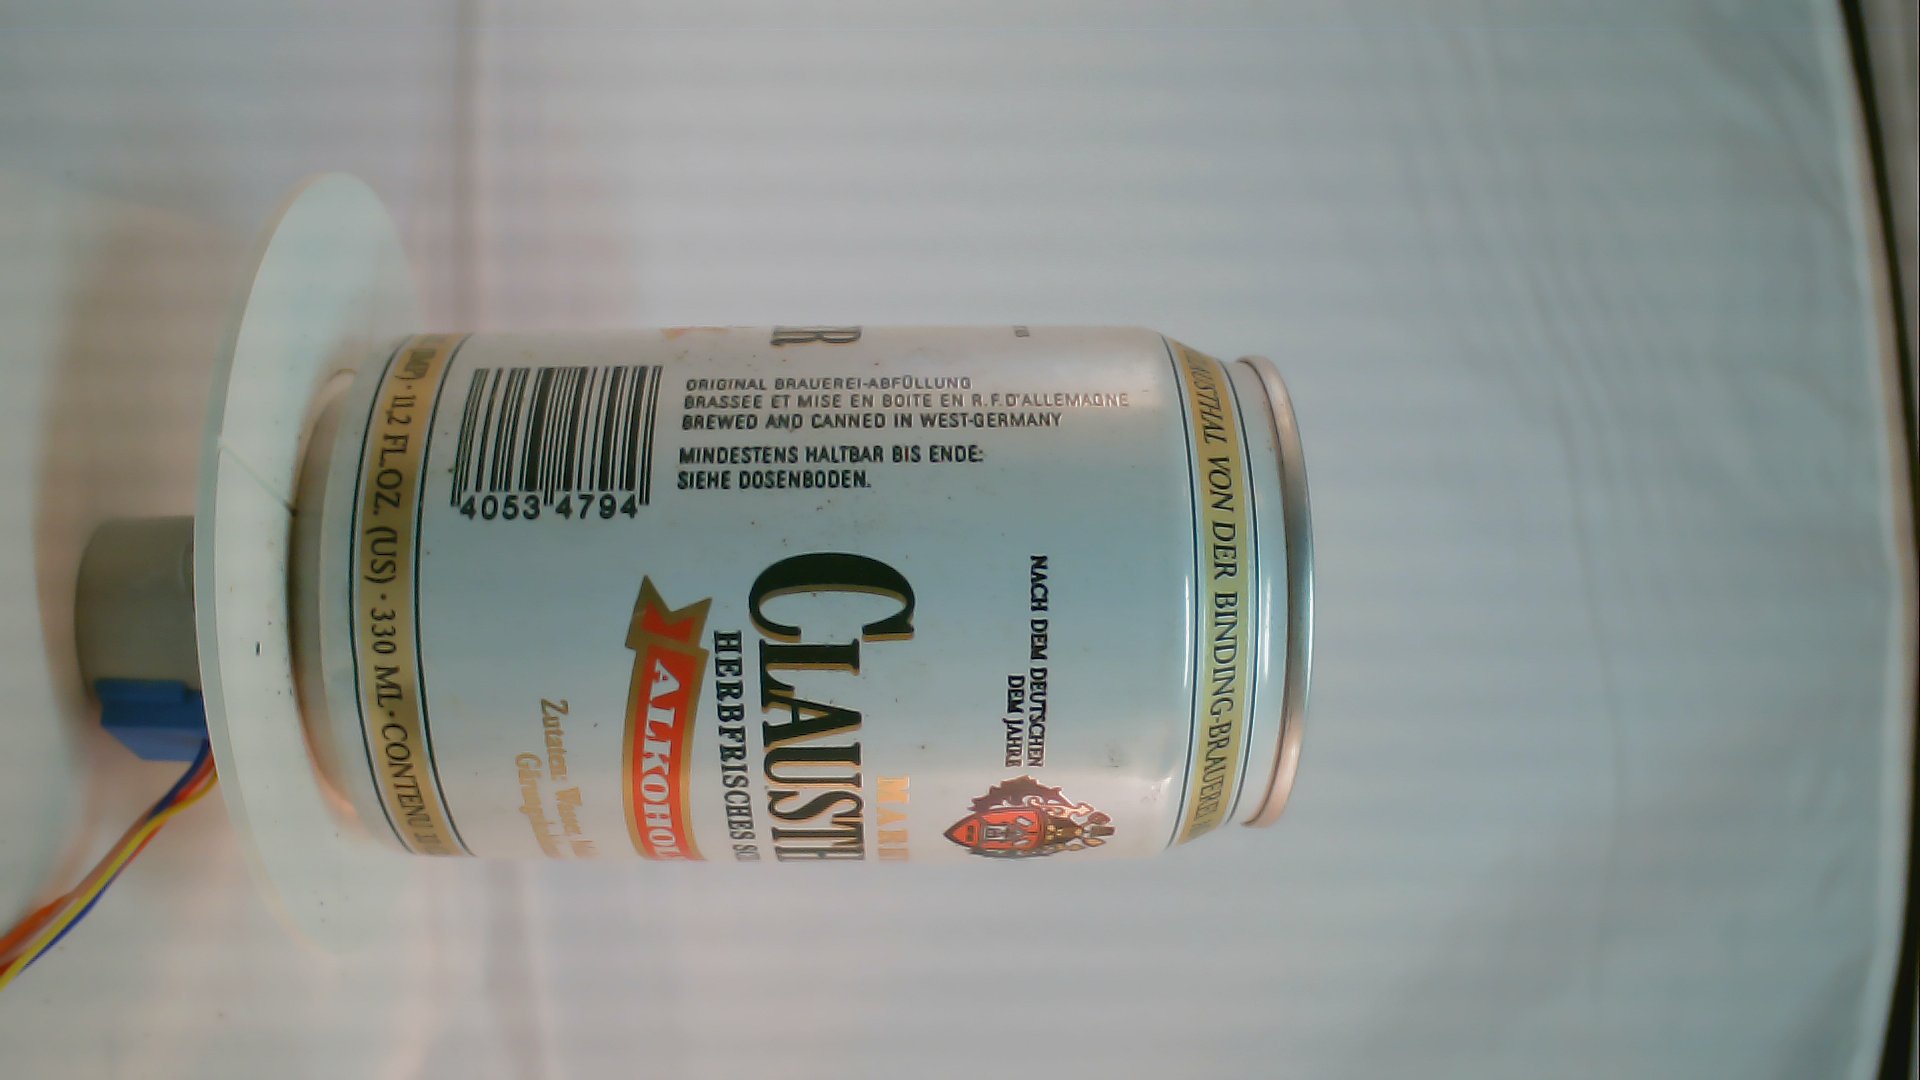 ORIGINAL BRAUEREI-ABFÜLLUNG
BRASSEE ET MISE EN BOITE EN R.F.D'ALLEMAGNE
BREWED AND CANNED IN WEST-GERMANY
MINDESTENS HALTBAR BIS ENDE:
SIEHE DOSENBODEN.
4053 4794
VON DER BINDING-BRAUEREI
NACH DEM DEUTSCHEN
DEM JAHRE
CLAUSTH
HERBFRISCHES
ALKOHOL
Zutaten:
11,2 FL.OZ. (US) · 330 ML · CONTENU